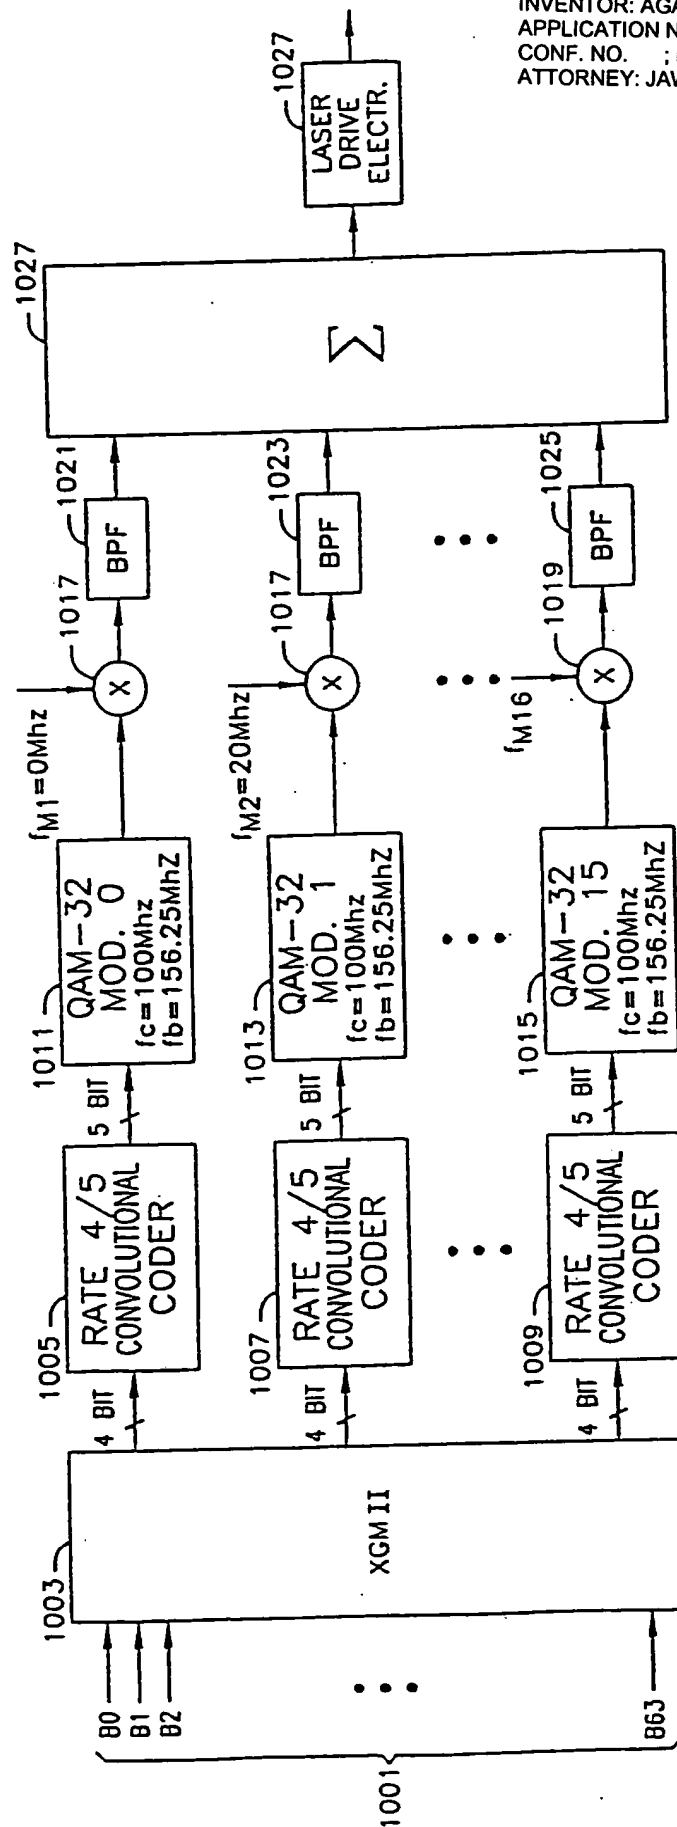 INVENTOR: AGA
APPLICATION N
CONF. NO. ;
ATTORNEY: JAW
1001
B0
B1
B2
B63
1003
XGM II
4 BIT
4 BIT
4 BIT
1005
RATE 4/5
CONVOLUTIONAL
CODER
1007
RATE 4/5
CONVOLUTIONAL
CODER
1009
RATE 4/5
CONVOLUTIONAL
CODER
5 BIT
5 BIT
5 BIT
1011
QAM-32
MOD. 0
fc=100Mhz
fb=156.25MhZ
1013
QAM-32
MOD. 1
fc=100Mhz
fb=156.25MhZ
1015
QAM-32
MOD. 15
fc=100Mhz
fb=156.25MhZ
fM1=0Mhz
1017
X
fM2=20Mhz
1017
X
fM16
1019
X
1021
BPF
1023
BPF
1025
BPF
1027
Σ
1027
LASER
DRIVE
ELECTR.